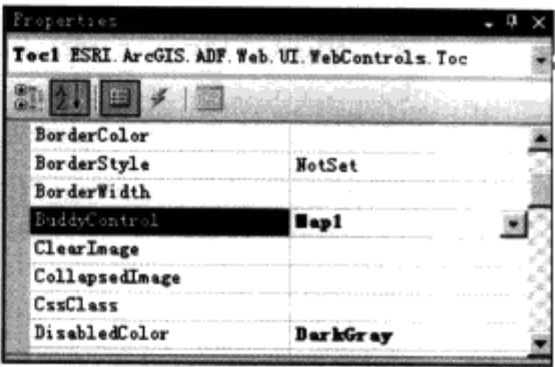 Properties
Toc1 ESRI.ArcGIS.ADF.Web.UI.WebControls.Toc
BorderColor
BorderStyle NotSet
BorderWidth
BuddyControl Map1
ClearImage
CollapsedImage
CssClass
DisabledColor DarkGray